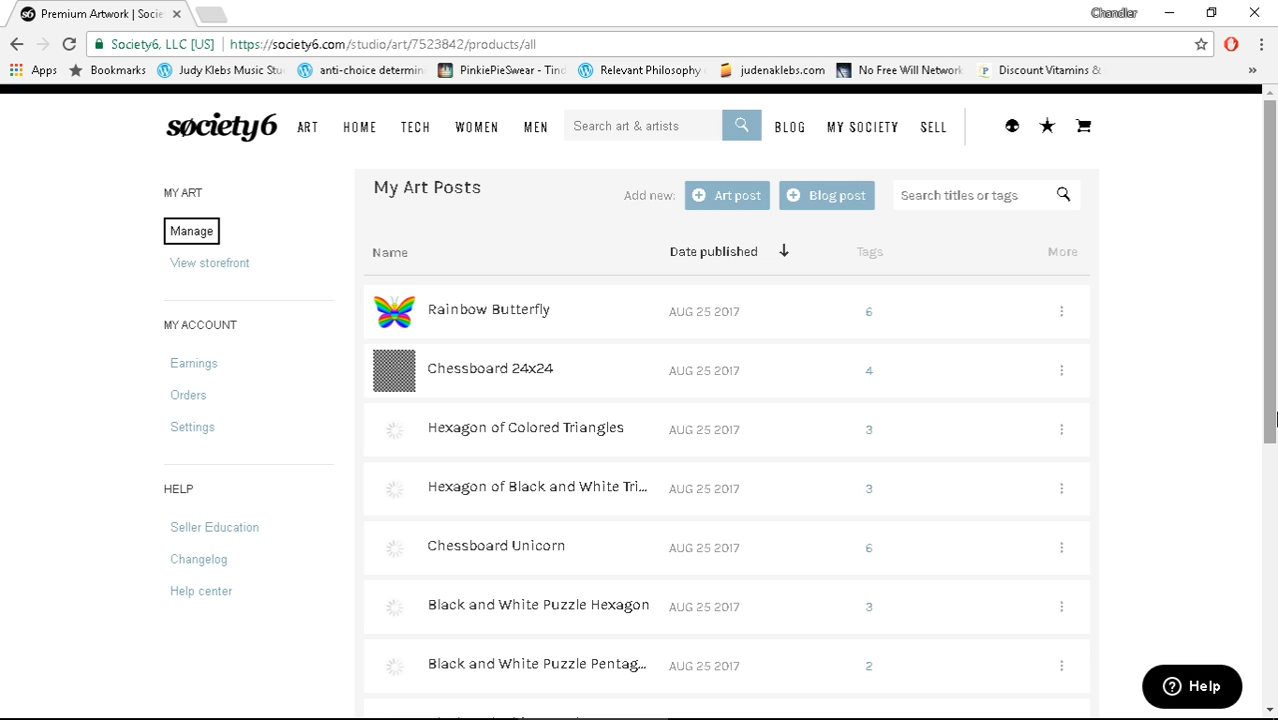 Premium Artwork | Socie
Chandler
Society6, LLC [US] https://society6.com/studio/art/7523842/products/all
Apps Bookmarks Judy Klebs Music Stu anti-choice determin PinkiePieSwear - Tind Relevant Philosophy judenaklebs.com No Free Will Network Discount Vitamins & »
society6 ART HOME TECH WOMEN MEN Search art & artists BLOG MY SOCIETY SELL
MY ART
Manage
View storefront
MY ACCOUNT
Earnings
Orders
Settings
HELP
Seller Education
Changelog
Help center
My Art Posts Add new: Art post Blog post Search titles or tags
Name Date published Tags More
Rainbow Butterfly AUG 25 2017 6
Chessboard 24x24 AUG 25 2017 4
Hexagon of Colored Triangles AUG 25 2017 3
Hexagon of Black and White Tri... AUG 25 2017 3
Chessboard Unicorn AUG 25 2017 6
Black and White Puzzle Hexagon AUG 25 2017 3
Black and White Puzzle Pentag... AUG 25 2017 2
Help